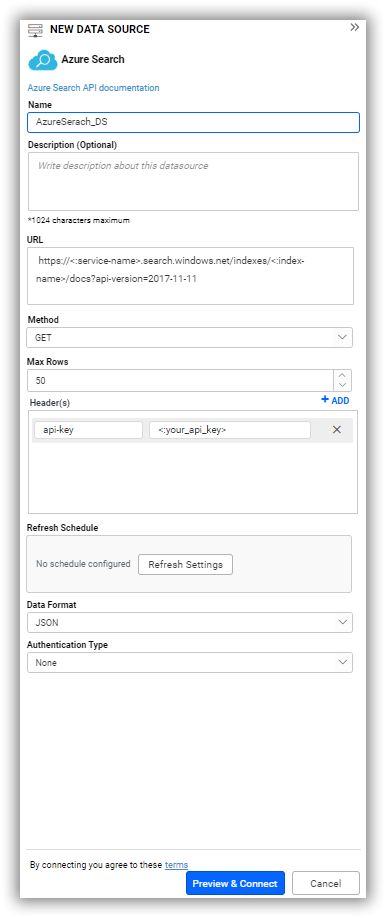 NEW DATA SOURCE
Azure Search
Azure Search API documentation
Name
AzureSerach_DS
Description (Optional)
Write description about this datasource
*1024 characters maximum
URL
https://<:service-name>.search.windows.net/indexes/<:index-
name>/docs?api-version=2017-11-11
Method
GET
Max Rows
50
Header(s) + ADD
api-key <:your_api_key>
Refresh Schedule
No schedule configured Refresh Settings
Data Format
JSON
Authentication Type
None
By connecting you agree to these terms
Preview & Connect Cancel